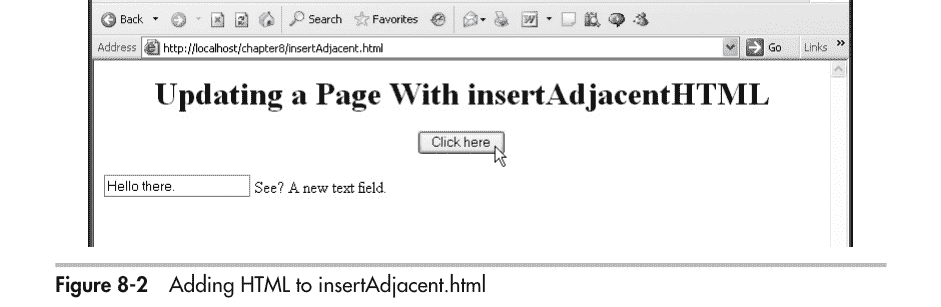 Back Search Favorites
Address http://localhost/chapter8/insertAdjacent.html Go Links »
Updating a Page With insertAdjacentHTML
Click here
Hello there. See? A new text field.
Figure 8-2 Adding HTML to insertAdjacent.html